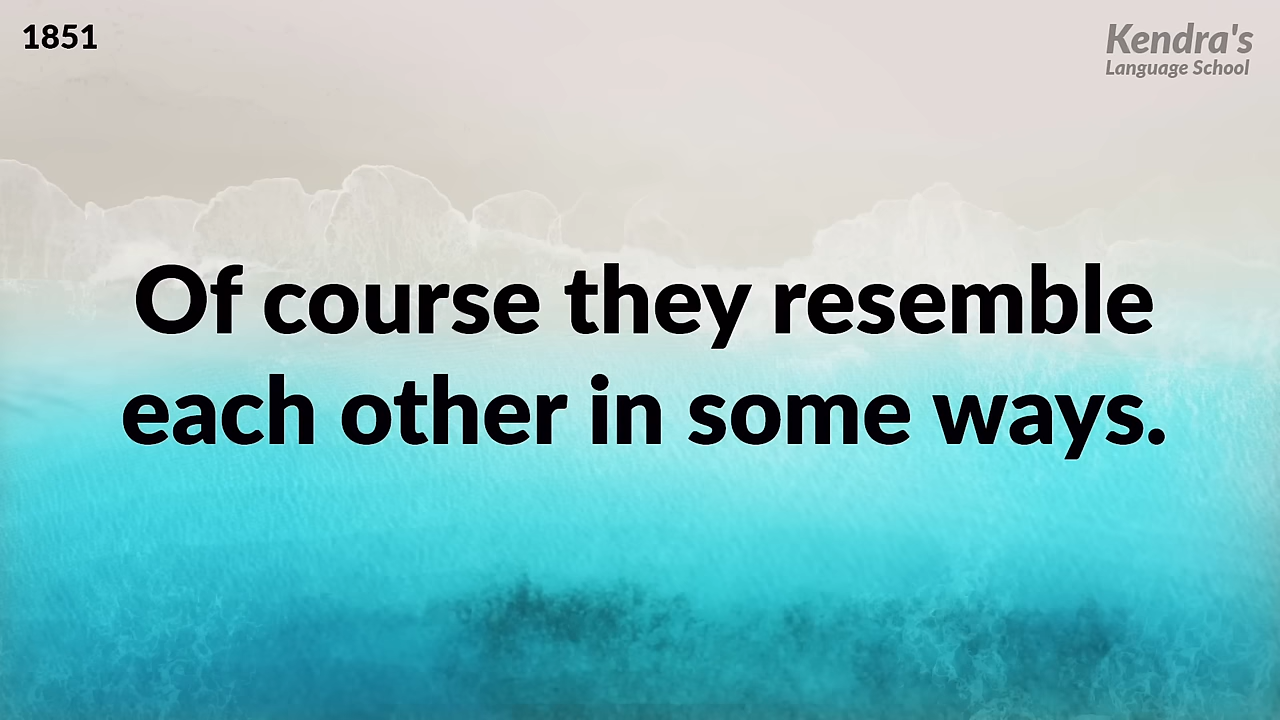 1851
Kendra's
Language School
Of course they resemble
each other in some ways.